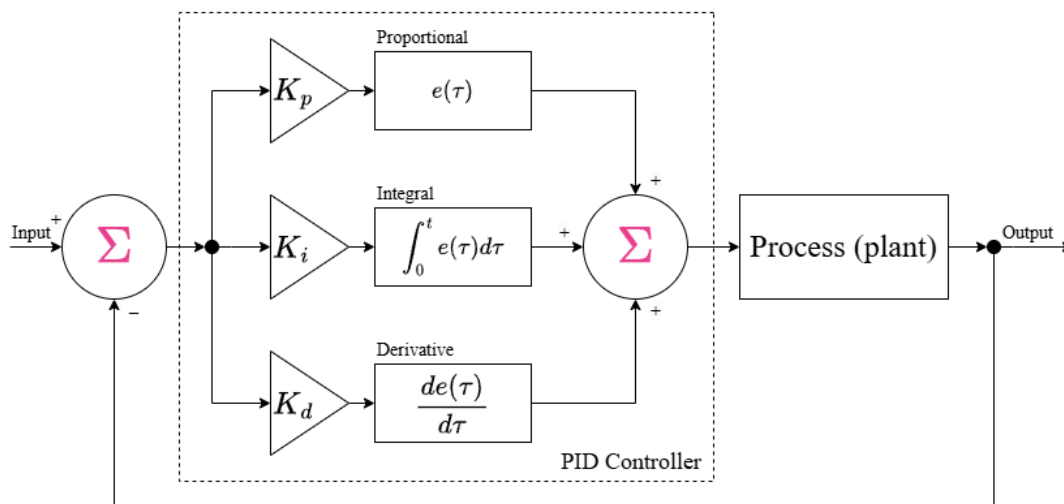 Proportional
K_p
e(τ)
+
Integral
Input
+
Σ
K_i
∫_0^t e(τ)dτ
+
Σ
Process (plant)
Output
−
+
Derivative
K_d
de(τ)/dτ
PID Controller